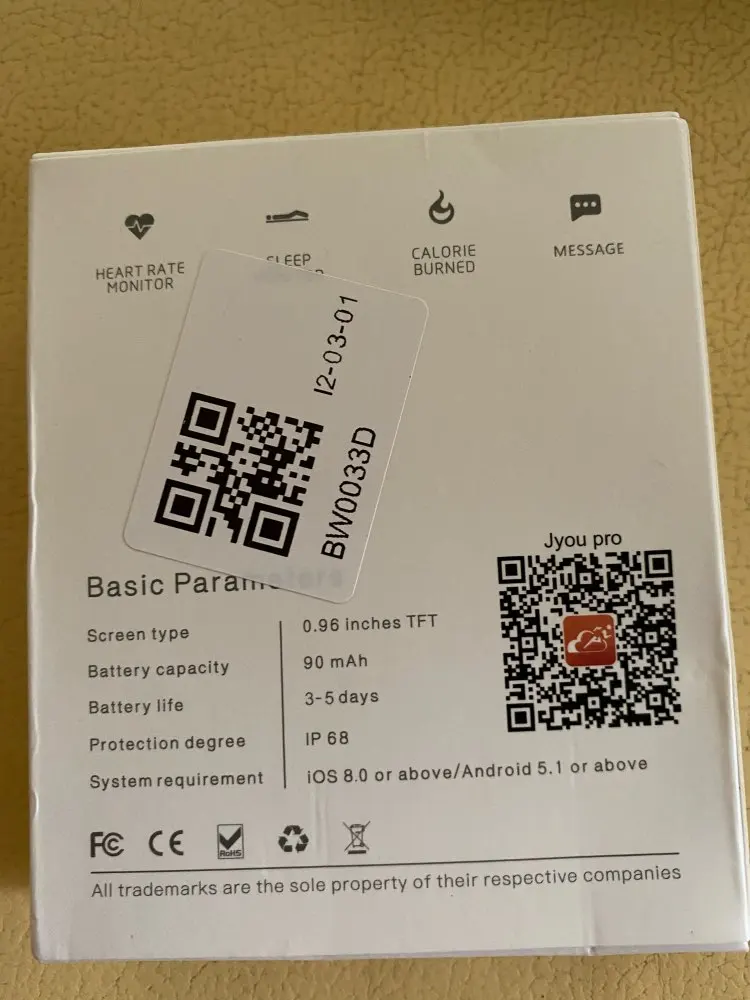 HEART RATE
MONITOR
SLEEP
CALORIE
BURNED
MESSAGE
I2-03-01
BW0033D
Jyou pro
Basic Parameters
Screen type
0.96 inches TFT
Battery capacity
90 mAh
Battery life
3-5 days
Protection degree
IP 68
System requirement
iOS 8.0 or above/Android 5.1 or above
FC CE RoHS
All trademarks are the sole property of their respective companies